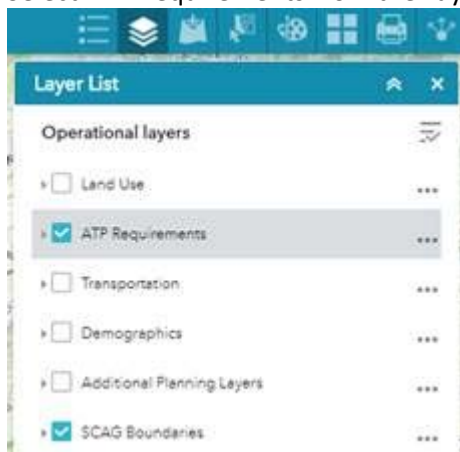 Layer List
Operational layers
Land Use
ATP Requirements
Transportation
Demographics
Additional Planning Layers
SCAG Boundaries